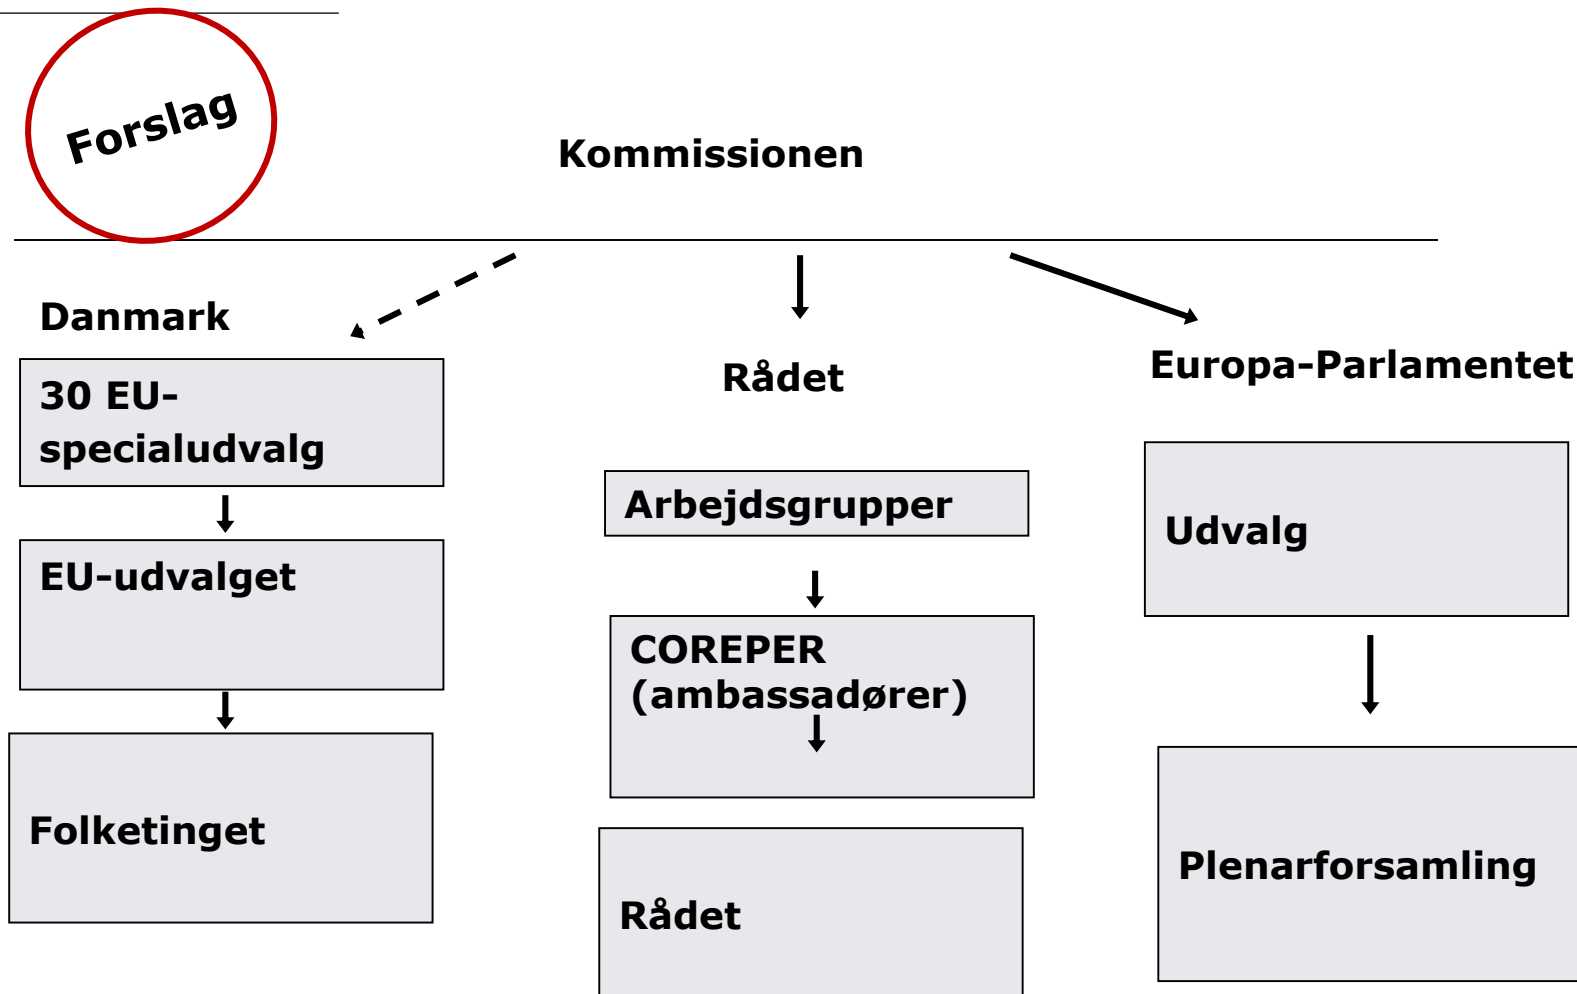 Forslag
Kommissionen
Danmark
30 EU-
specialudvalg
EU-udvalget
Folketinget
Rådet
Arbejdsgrupper
COREPER
(ambassadører)
Rådet
Europa-Parlamentet
Udvalg
Plenarforsamling